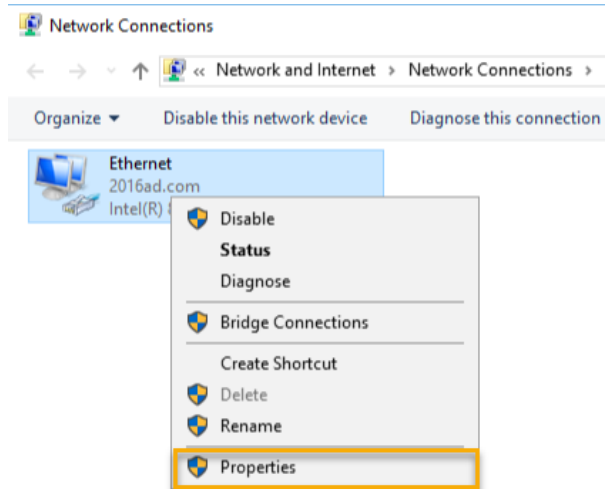 Network Connections
« Network and Internet > Network Connections >
Organize Disable this network device Diagnose this connection
Ethernet
2016ad.com
Intel(R)
Disable
Status
Diagnose
Bridge Connections
Create Shortcut
Delete
Rename
Properties